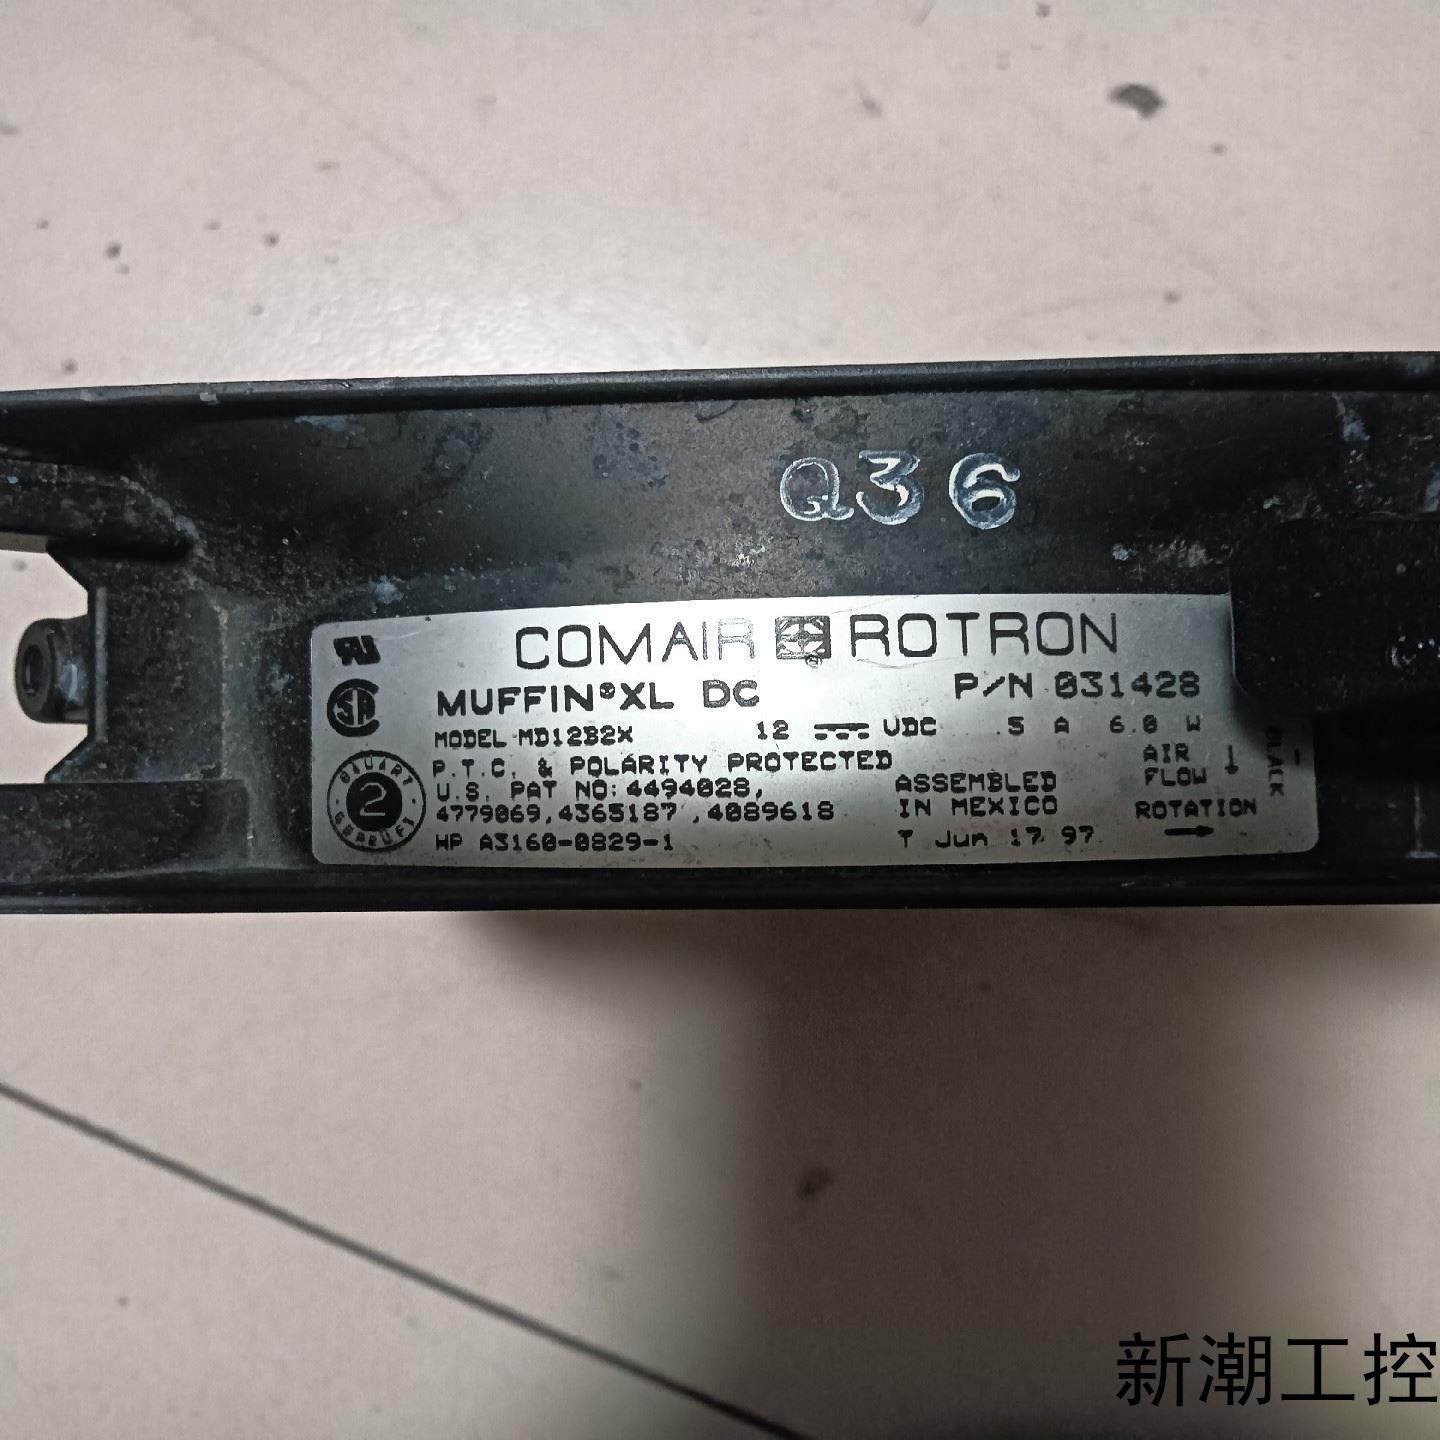 Q36
COMAIR ROTRON
MUFFIN®XL DC P/N 031428
MODEL MD12B2X 12 VDC .5 A 6.0 W
P.T.C. & POLARITY PROTECTED
U.S. PAT NO: 4494028,
4779069, 4365187, 4089618
HP A3160-0829-1
ASSEMBLED
IN MEXICO
T Jun 17 97
AIR
FLOW
ROTATION
BLACK
-
2
GEPRÜFT
新潮工控